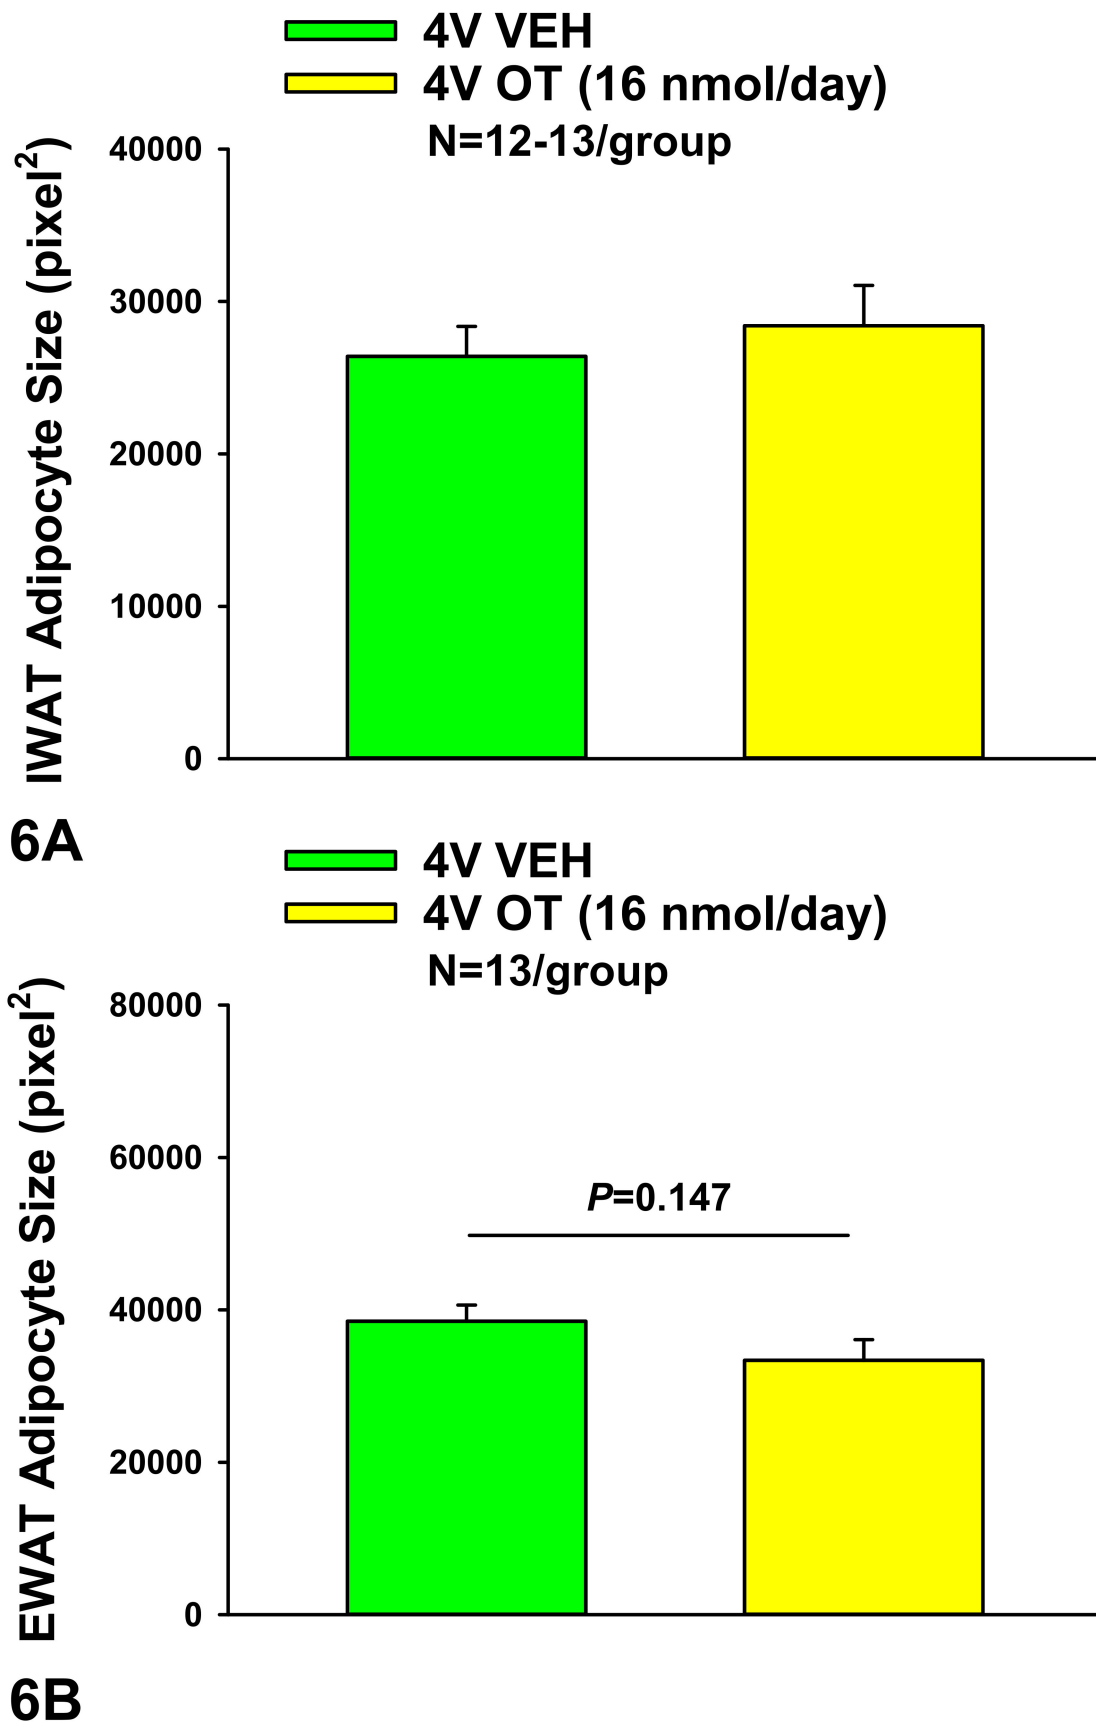 4V VEH
4V OT (16 nmol/day)
N=12-13/group
IWAT Adipocyte Size (pixel²)
40000
30000
20000
10000
0
6A
4V VEH
4V OT (16 nmol/day)
N=13/group
EWAT Adipocyte Size (pixel²)
80000
60000
P=0.147
40000
20000
0
6B